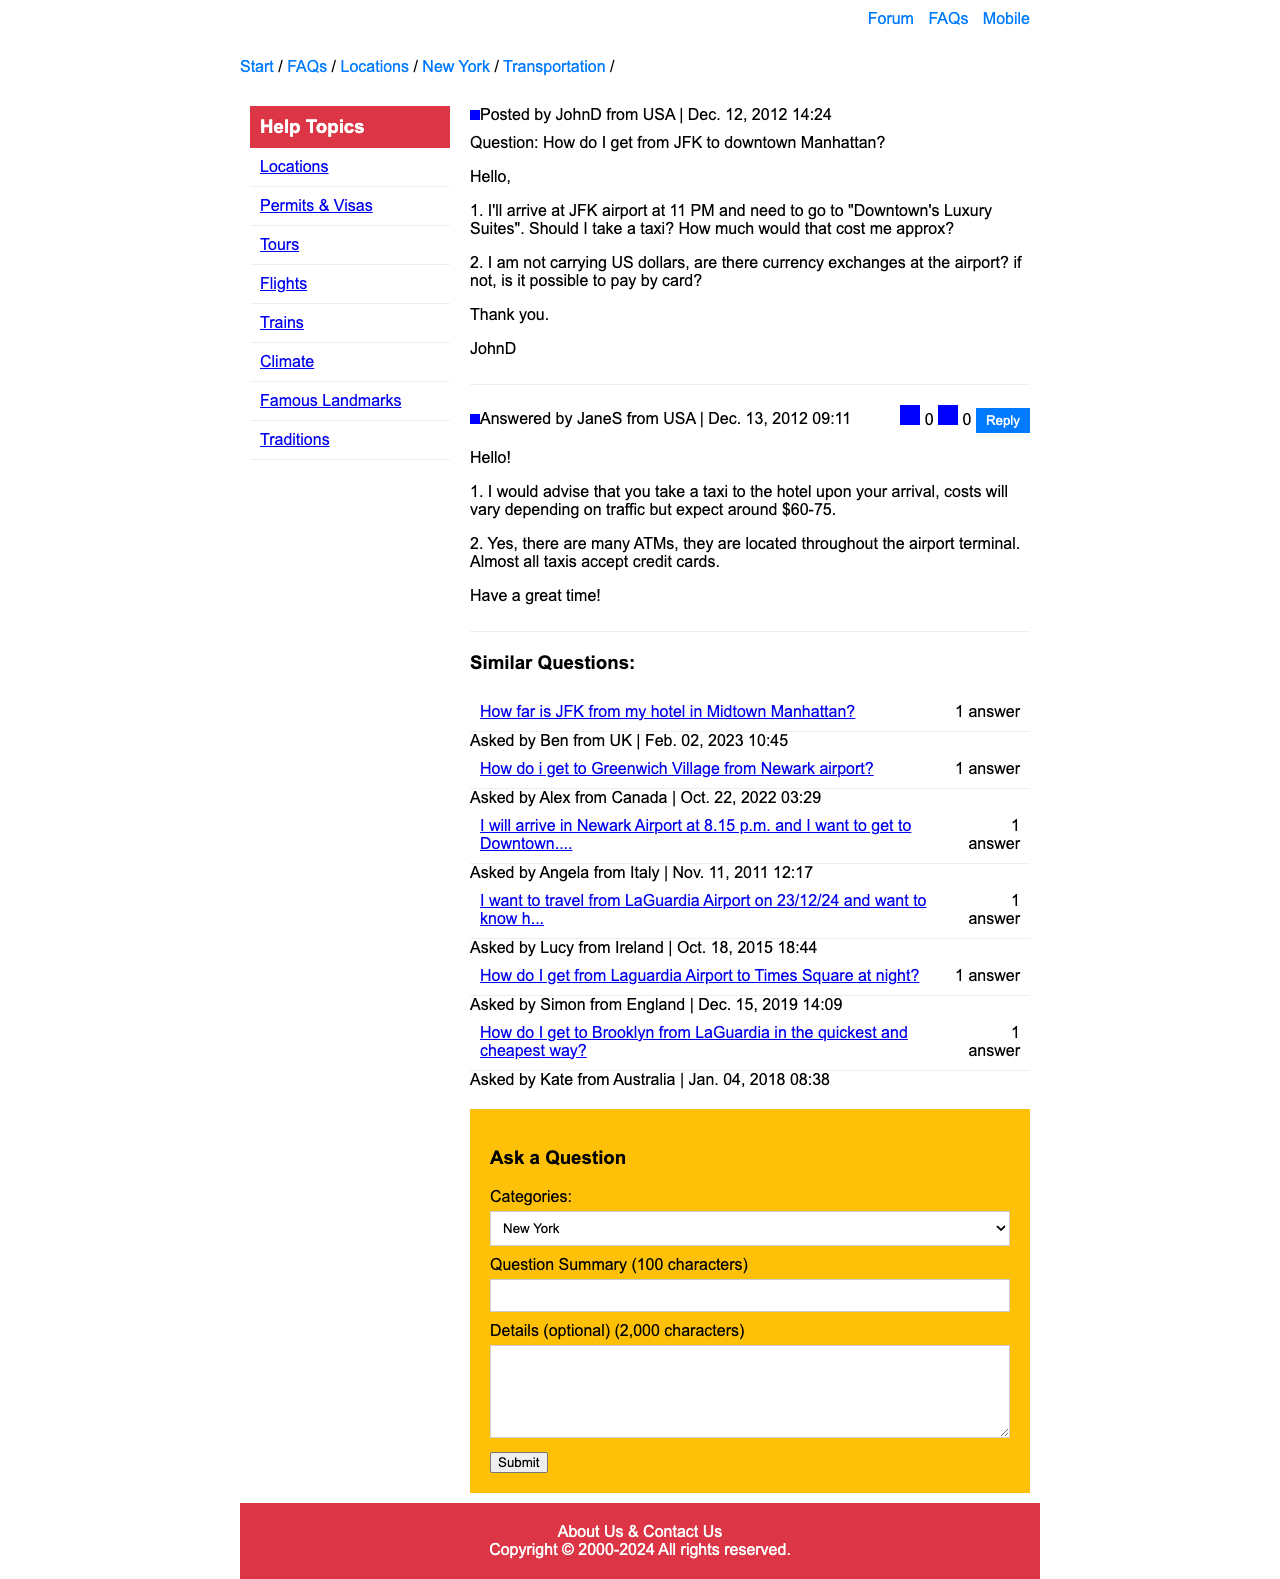 Forum FAQs Mobile
Start / FAQs / Locations / New York / Transportation /
Help Topics
Locations
Permits & Visas
Tours
Flights
Trains
Climate
Famous Landmarks
Traditions
Posted by JohnD from USA | Dec. 12, 2012 14:24
Question: How do I get from JFK to downtown Manhattan?
Hello,
1. I'll arrive at JFK airport at 11 PM and need to go to "Downtown's Luxury
Suites". Should I take a taxi? How much would that cost me approx?
2. I am not carrying US dollars, are there currency exchanges at the airport? if
not, is it possible to pay by card?
Thank you.
JohnD
Answered by JaneS from USA | Dec. 13, 2012 09:11 0 0 Reply
Hello!
1. I would advise that you take a taxi to the hotel upon your arrival, costs will
vary depending on traffic but expect around $60-75.
2. Yes, there are many ATMs, they are located throughout the airport terminal.
Almost all taxis accept credit cards.
Have a great time!
Similar Questions:
How far is JFK from my hotel in Midtown Manhattan? 1 answer
Asked by Ben from UK | Feb. 02, 2023 10:45
How do i get to Greenwich Village from Newark airport? 1 answer
Asked by Alex from Canada | Oct. 22, 2022 03:29
I will arrive in Newark Airport at 8.15 p.m. and I want to get to 1
Downtown.... answer
Asked by Angela from Italy | Nov. 11, 2011 12:17
I want to travel from LaGuardia Airport on 23/12/24 and want to 1
know h... answer
Asked by Lucy from Ireland | Oct. 18, 2015 18:44
How do I get from Laguardia Airport to Times Square at night? 1 answer
Asked by Simon from England | Dec. 15, 2019 14:09
How do I get to Brooklyn from LaGuardia in the quickest and 1
cheapest way? answer
Asked by Kate from Australia | Jan. 04, 2018 08:38
Ask a Question
Categories:
New York
Question Summary (100 characters)
Details (optional) (2,000 characters)
Submit
About Us & Contact Us
Copyright © 2000-2024 All rights reserved.